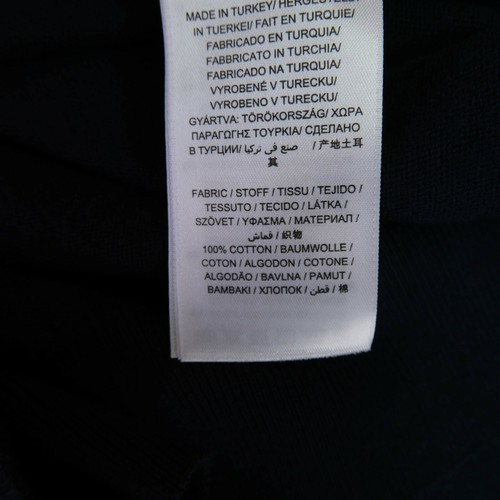 MADE IN TURKEY/ HERGESTELLT
IN TUERKEI/ FAIT EN TURQUIE/
FABRICADO EN TURQUIA/
FABBRICATO IN TURCHIA/
FABRICADO NA TURQUIA/
VYROBENÉ V TURECKU/
VYROBENO V TURECKU/
GYÁRTVA: TÖRÖKORSZÁG/ ΧΩΡΑ
ΠΑΡΑΓΩΓΗΣ ΤΟΥΡΚΙΑ/ СДЕЛАНО
В ТУРЦИИ/ صنع في تركيا / 产地土耳
其
FABRIC / STOFF / TISSU / TEJIDO /
TESSUTO / TECIDO / LÁTKA /
SZÖVET / ΥΦΑΣΜΑ / МАТЕРИАЛ /
قماش / 織物
100% COTTON / BAUMWOLLE /
COTON / ALGODON / COTONE /
ALGODÃO / BAVLNA / PAMUT /
ΒΑΜΒΑΚΙ / ХЛОПОК / قطن / 棉